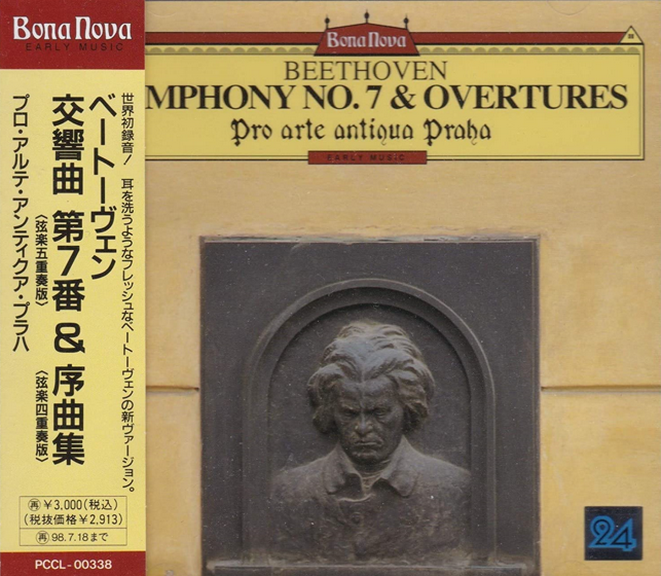 Bona Nova
EARLY MUSIC
世界初録音! 耳を洗うようなフレッシュなベートーヴェンの新ヴァージョン。
ベートーヴェン
交響曲 第7番 & 序曲集
〈弦楽五重奏版〉 〈弦楽四重奏版〉
プロ・アルテ・アンティクア・プラハ
再 ¥3,000(税込)
(税抜価格¥2,913)
再 98.7.18まで
PCCL-00338
Bona Nova
BEETHOVEN
MPHONY NO. 7 & OVERTURES
Pro arte antiqua Praha
EARLY MUSIC
24